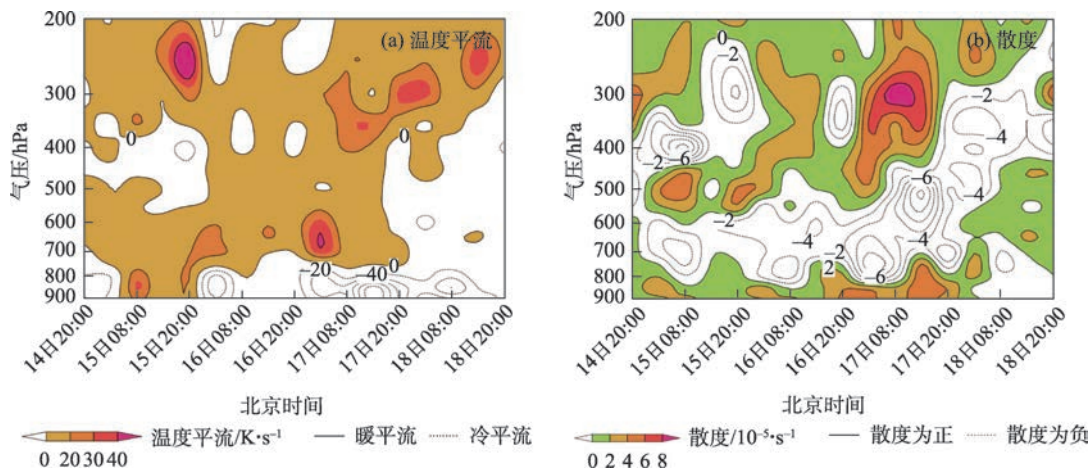 (a) 温度平流
200
300
400
500
600
700
800
900
气压/hPa
0
0
-20
-40
0
14日20:00
15日08:00
15日20:00
16日08:00
16日20:00
17日08:00
17日20:00
18日08:00
18日20:00
北京时间
温度平流/K·s⁻¹ 暖平流 冷平流
0 20 30 40
(b) 散度
200
300
400
500
600
700
800
900
气压/hPa
0
-2
-2
-4
-2
-6
-6
-4
-2
-4
-4
-2
2
-6
14日20:00
15日08:00
15日20:00
16日08:00
16日20:00
17日08:00
17日20:00
18日08:00
18日20:00
北京时间
散度/10⁻⁵·s⁻¹ 散度为正 散度为负
0 2 4 6 8